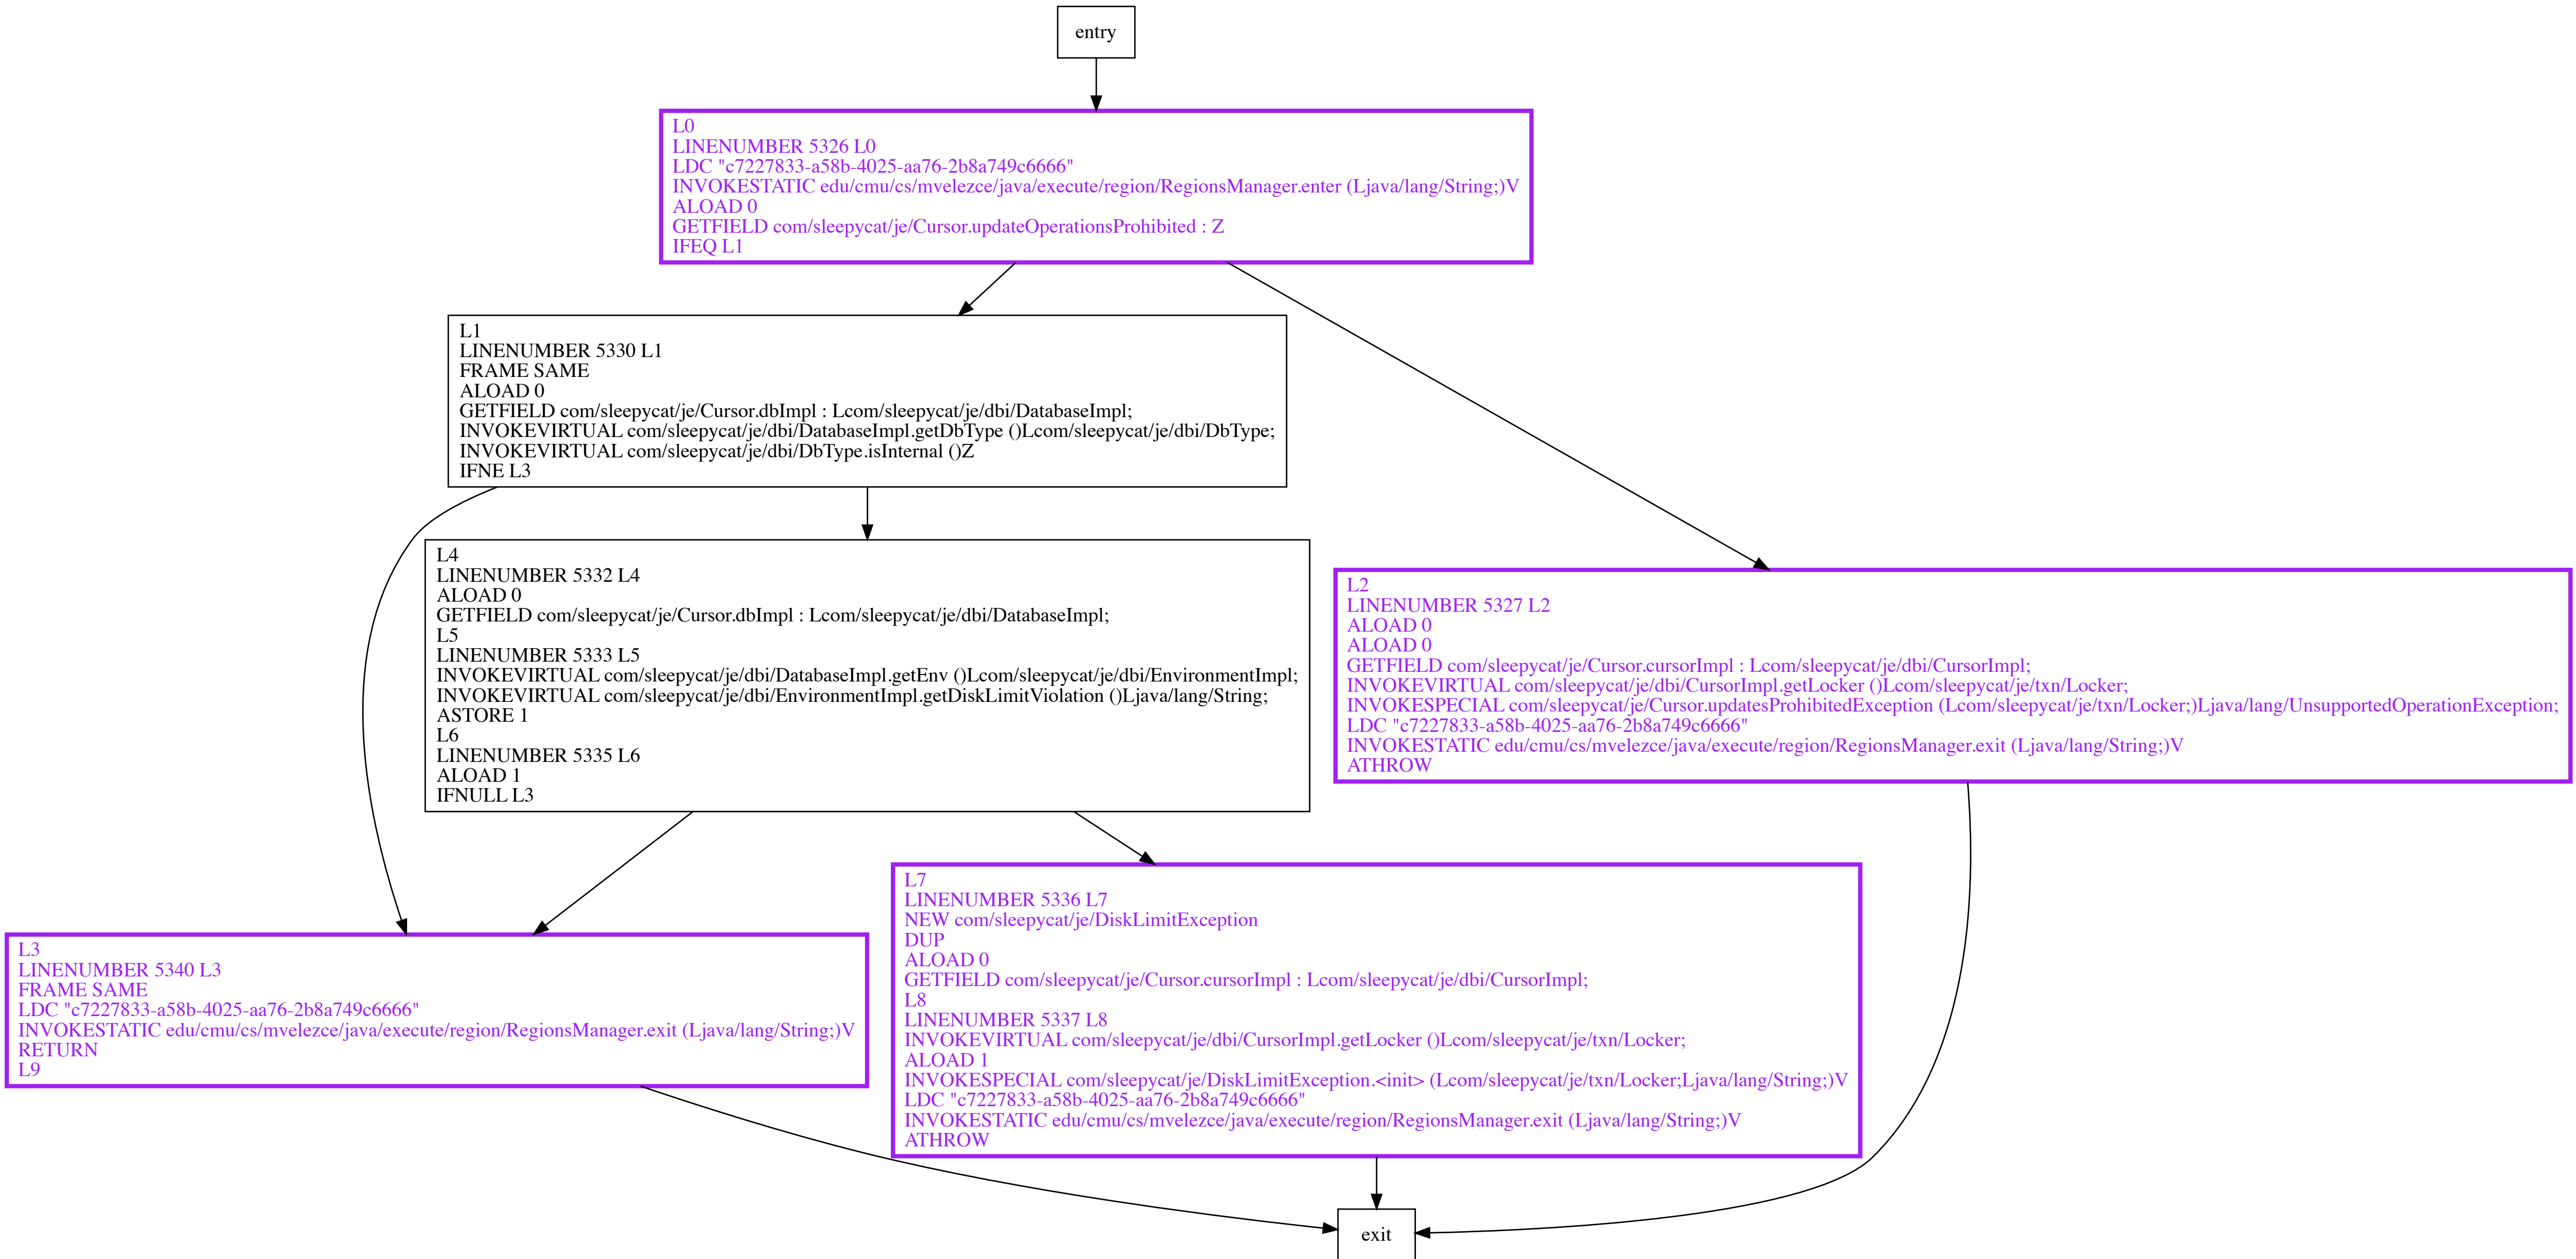 entry
L0
LINENUMBER 5326 L0
LDC "c7227833-a58b-4025-aa76-2b8a749c6666"
INVOKESTATIC edu/cmu/cs/mvelezce/java/execute/region/RegionsManager.enter (Ljava/lang/String;)V
ALOAD 0
GETFIELD com/sleepycat/je/Cursor.updateOperationsProhibited : Z
IFEQ L1
L1
LINENUMBER 5330 L1
FRAME SAME
ALOAD 0
GETFIELD com/sleepycat/je/Cursor.dbImpl : Lcom/sleepycat/je/dbi/DatabaseImpl;
INVOKEVIRTUAL com/sleepycat/je/dbi/DatabaseImpl.getDbType ()Lcom/sleepycat/je/dbi/DbType;
INVOKEVIRTUAL com/sleepycat/je/dbi/DbType.isInternal ()Z
IFNE L3
L4
LINENUMBER 5332 L4
ALOAD 0
GETFIELD com/sleepycat/je/Cursor.dbImpl : Lcom/sleepycat/je/dbi/DatabaseImpl;
L5
LINENUMBER 5333 L5
INVOKEVIRTUAL com/sleepycat/je/dbi/DatabaseImpl.getEnv ()Lcom/sleepycat/je/dbi/EnvironmentImpl;
INVOKEVIRTUAL com/sleepycat/je/dbi/EnvironmentImpl.getDiskLimitViolation ()Ljava/lang/String;
ASTORE 1
L6
LINENUMBER 5335 L6
ALOAD 1
IFNULL L3
L2
LINENUMBER 5327 L2
ALOAD 0
ALOAD 0
GETFIELD com/sleepycat/je/Cursor.cursorImpl : Lcom/sleepycat/je/dbi/CursorImpl;
INVOKEVIRTUAL com/sleepycat/je/dbi/CursorImpl.getLocker ()Lcom/sleepycat/je/txn/Locker;
INVOKESPECIAL com/sleepycat/je/Cursor.updatesProhibitedException (Lcom/sleepycat/je/txn/Locker;)Ljava/lang/UnsupportedOperationException;
LDC "c7227833-a58b-4025-aa76-2b8a749c6666"
INVOKESTATIC edu/cmu/cs/mvelezce/java/execute/region/RegionsManager.exit (Ljava/lang/String;)V
ATHROW
L3
LINENUMBER 5340 L3
FRAME SAME
LDC "c7227833-a58b-4025-aa76-2b8a749c6666"
INVOKESTATIC edu/cmu/cs/mvelezce/java/execute/region/RegionsManager.exit (Ljava/lang/String;)V
RETURN
L9
L7
LINENUMBER 5336 L7
NEW com/sleepycat/je/DiskLimitException
DUP
ALOAD 0
GETFIELD com/sleepycat/je/Cursor.cursorImpl : Lcom/sleepycat/je/dbi/CursorImpl;
L8
LINENUMBER 5337 L8
INVOKEVIRTUAL com/sleepycat/je/dbi/CursorImpl.getLocker ()Lcom/sleepycat/je/txn/Locker;
ALOAD 1
INVOKESPECIAL com/sleepycat/je/DiskLimitException.<init> (Lcom/sleepycat/je/txn/Locker;Ljava/lang/String;)V
LDC "c7227833-a58b-4025-aa76-2b8a749c6666"
INVOKESTATIC edu/cmu/cs/mvelezce/java/execute/region/RegionsManager.exit (Ljava/lang/String;)V
ATHROW
exit